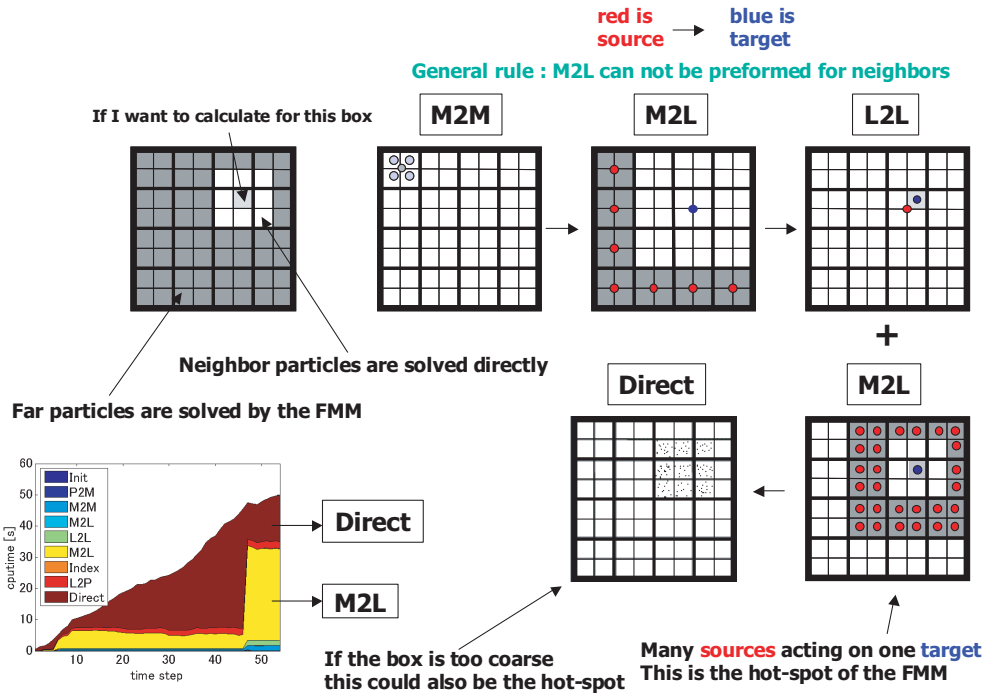 red is
source
blue is
target
General rule : M2L can not be preformed for neighbors
If I want to calculate for this box
M2M
M2L
L2L
+
Neighbor particles are solved directly
Far particles are solved by the FMM
Direct
M2L
cputime [s]
60
50
40
30
20
10
0
Init
P2M
M2M
M2L
L2L
M2L
Index
L2P
Direct
10
20
30
40
50
time step
Direct
M2L
If the box is too coarse
this could also be the hot-spot
Many sources acting on one target
This is the hot-spot of the FMM